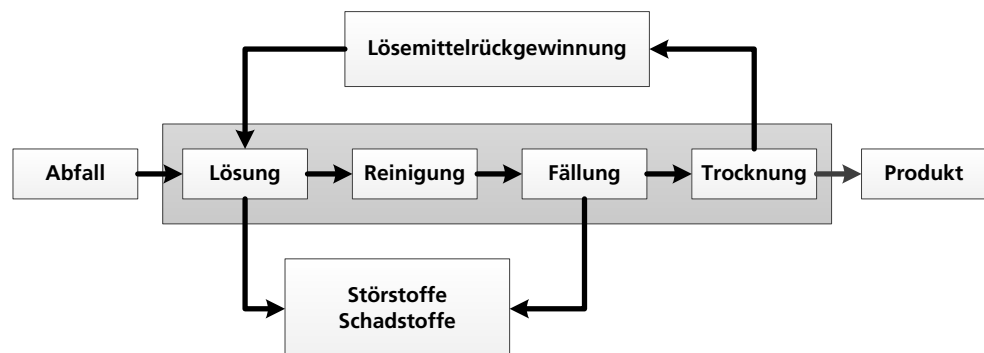 Lösemittelrückgewinnung
Abfall
Lösung
Reinigung
Fällung
Trocknung
Produkt
Störstoffe
Schadstoffe